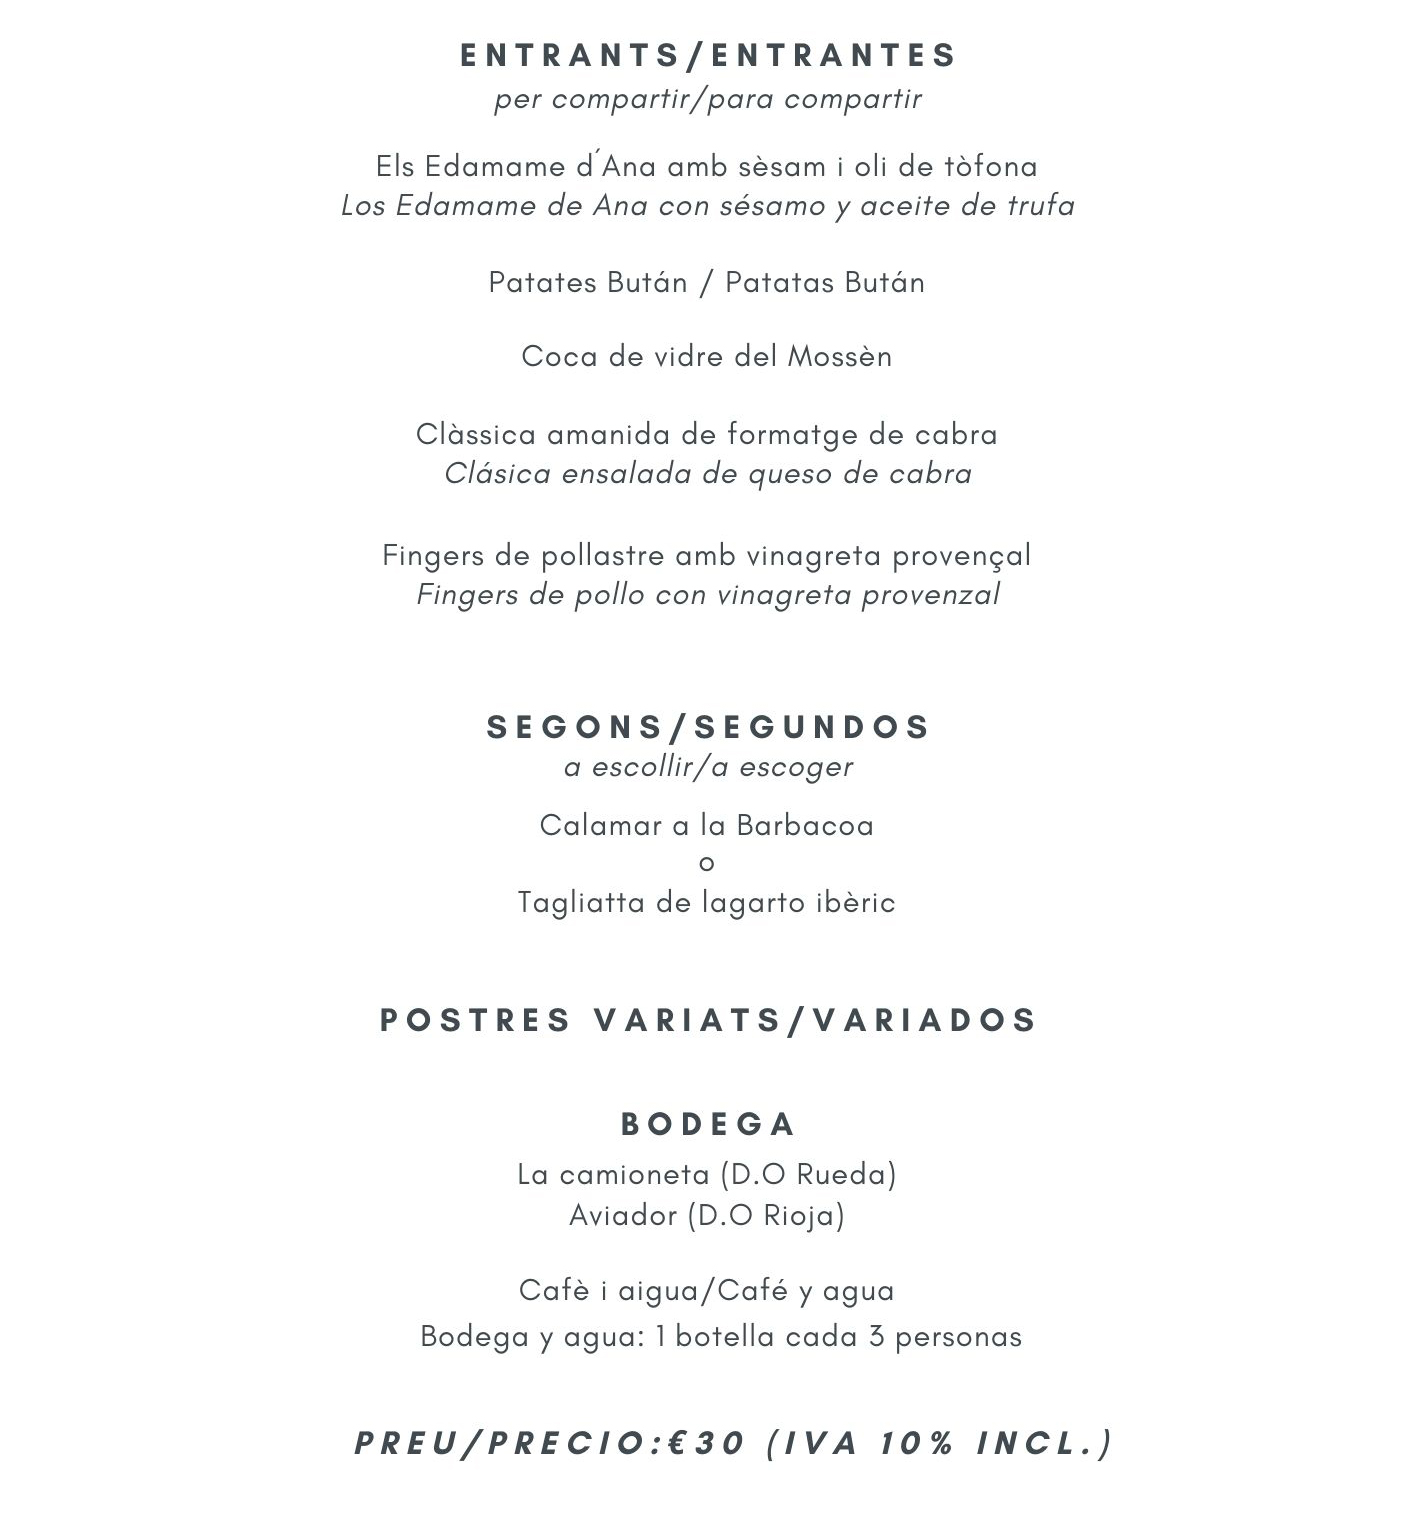 ENTRANTS/ENTRANTES
per compartir/para compartir
Els Edamame d´Ana amb sèsam i oli de tòfona
Los Edamame de Ana con sésamo y aceite de trufa
Patates Bután / Patatas Bután
Coca de vidre del Mossèn
Clàssica amanida de formatge de cabra
Clásica ensalada de queso de cabra
Fingers de pollastre amb vinagreta provençal
Fingers de pollo con vinagreta provenzal
SEGONS/SEGUNDOS
a escollir/a escoger
Calamar a la Barbacoa
o
Tagliatta de lagarto ibèric
POSTRES VARIATS/VARIADOS
BODEGA
La camioneta (D.O Rueda)
Aviador (D.O Rioja)
Cafè i aigua/Café y agua
Bodega y agua: 1 botella cada 3 personas
PREU/PRECIO:€30 (IVA 10% INCL.)